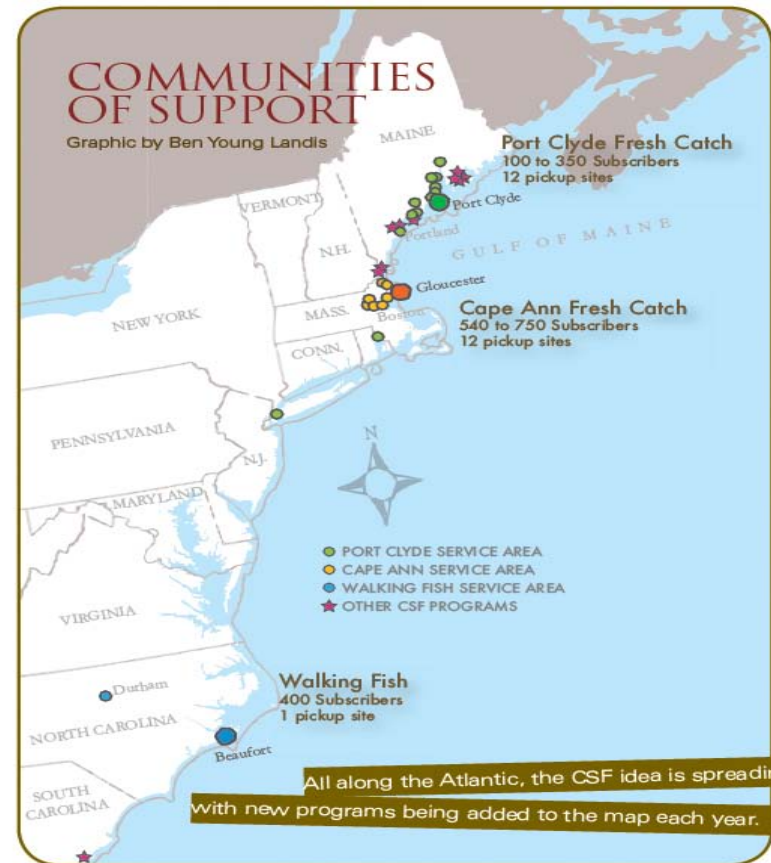 COMMUNITIES
OF SUPPORT
Graphic by Ben Young Landis
MAINE
Port Clyde Fresh Catch
100 to 350 Subscribers
12 pickup sites
Port Clyde
VERMONT
Portland
N.H.
GULF OF MAINE
Gloucester
NEW YORK
MASS.
Boston
Cape Ann Fresh Catch
540 to 750 Subscribers
12 pickup sites
CONN.
PENNSYLVANIA
N.J.
N
MARYLAND
PORT CLYDE SERVICE AREA
CAPE ANN SERVICE AREA
WALKING FISH SERVICE AREA
OTHER CSF PROGRAMS
VIRGINIA
Walking Fish
400 Subscribers
1 pickup site
Durham
NORTH CAROLINA
Beaufort
SOUTH
CAROLINA
All along the Atlantic, the CSF idea is spreadi
with new programs being added to the map each year.